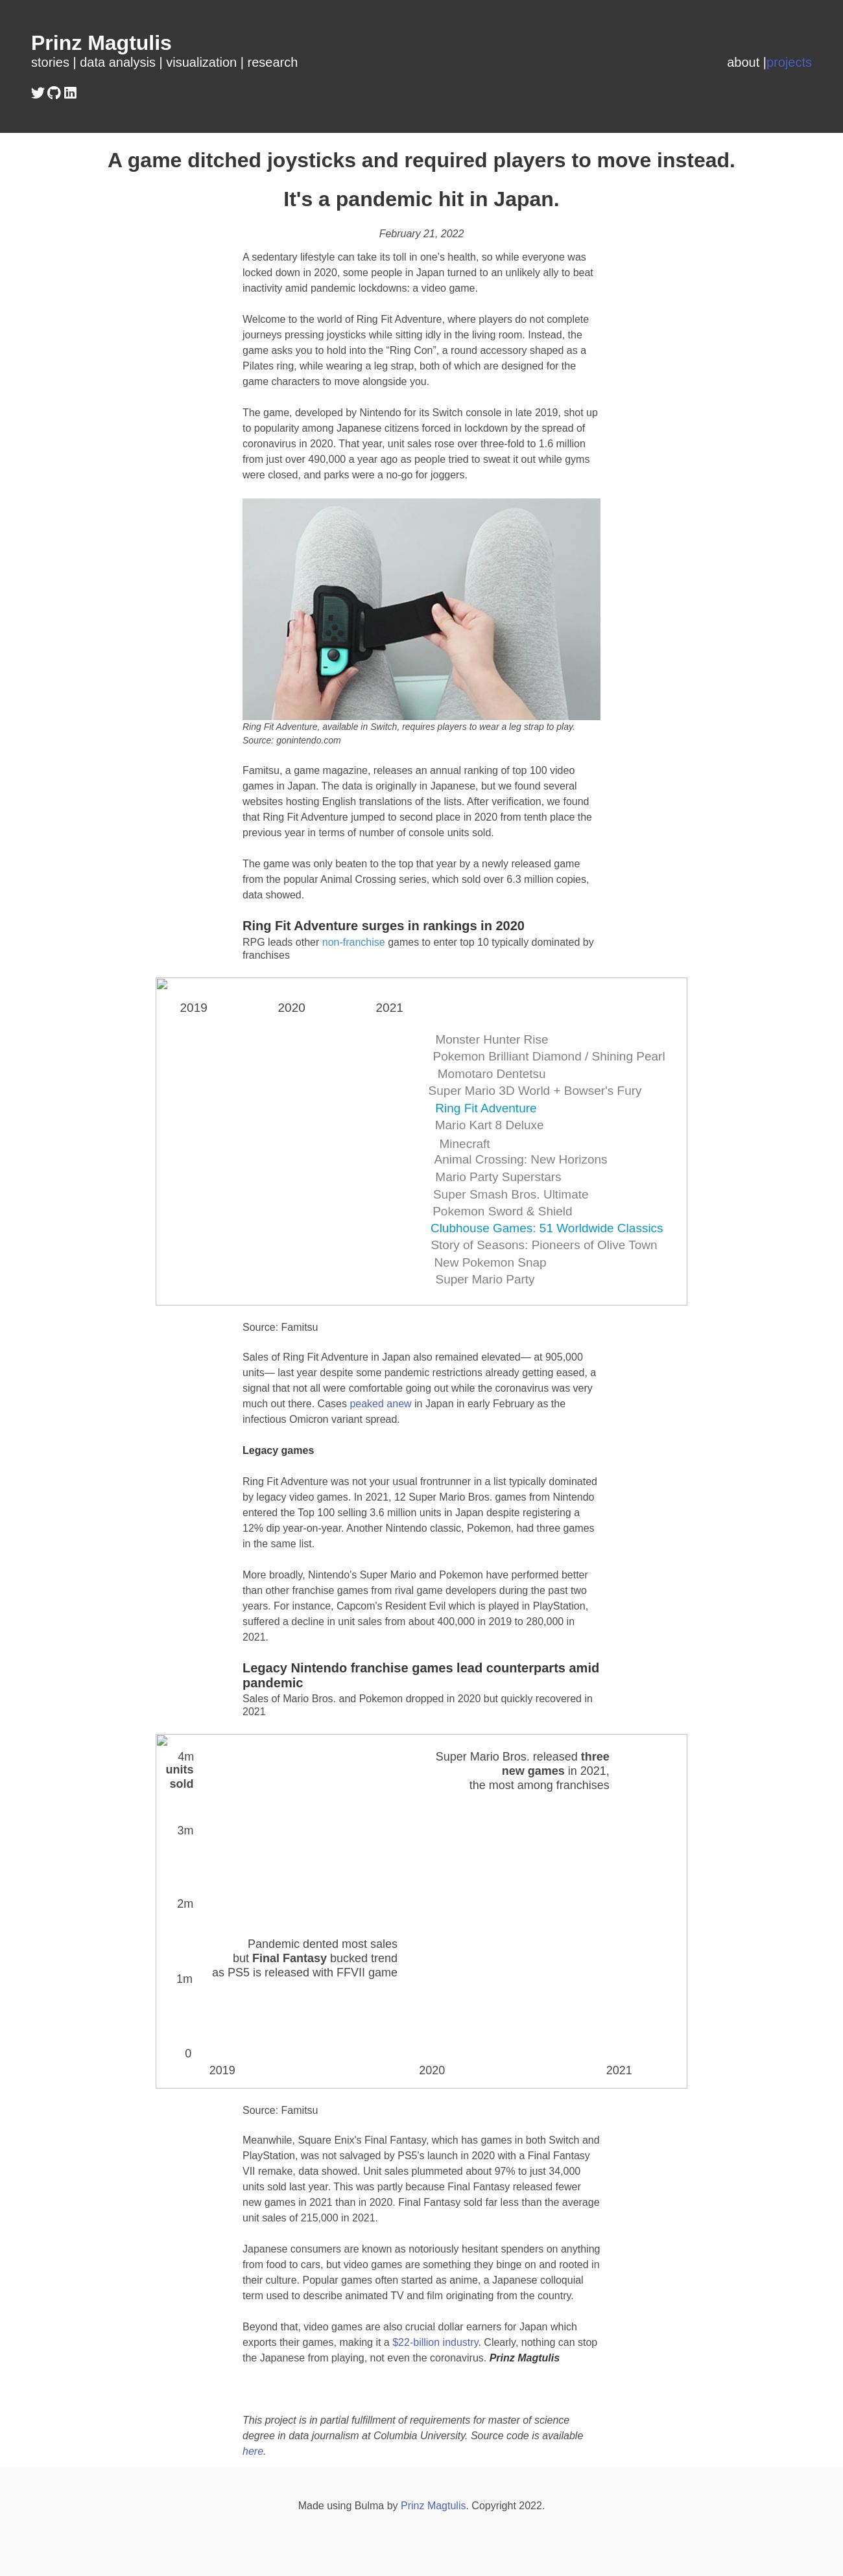 Prinz Magtulis
stories | data analysis | visualization | research
about |projects
A game ditched joysticks and required players to move instead.
It's a pandemic hit in Japan.
February 21, 2022
A sedentary lifestyle can take its toll in one's health, so while everyone was
locked down in 2020, some people in Japan turned to an unlikely ally to beat
inactivity amid pandemic lockdowns: a video game.
Welcome to the world of Ring Fit Adventure, where players do not complete
journeys pressing joysticks while sitting idly in the living room. Instead, the
game asks you to hold into the “Ring Con”, a round accessory shaped as a
Pilates ring, while wearing a leg strap, both of which are designed for the
game characters to move alongside you.
The game, developed by Nintendo for its Switch console in late 2019, shot up
to popularity among Japanese citizens forced in lockdown by the spread of
coronavirus in 2020. That year, unit sales rose over three-fold to 1.6 million
from just over 490,000 a year ago as people tried to sweat it out while gyms
were closed, and parks were a no-go for joggers.
Ring Fit Adventure, available in Switch, requires players to wear a leg strap to play.
Source: gonintendo.com
Famitsu, a game magazine, releases an annual ranking of top 100 video
games in Japan. The data is originally in Japanese, but we found several
websites hosting English translations of the lists. After verification, we found
that Ring Fit Adventure jumped to second place in 2020 from tenth place the
previous year in terms of number of console units sold.
The game was only beaten to the top that year by a newly released game
from the popular Animal Crossing series, which sold over 6.3 million copies,
data showed.
Ring Fit Adventure surges in rankings in 2020
RPG leads other non-franchise games to enter top 10 typically dominated by
franchises
2019 2020 2021
Monster Hunter Rise
Pokemon Brilliant Diamond / Shining Pearl
Momotaro Dentetsu
Super Mario 3D World + Bowser's Fury
Ring Fit Adventure
Mario Kart 8 Deluxe
Minecraft
Animal Crossing: New Horizons
Mario Party Superstars
Super Smash Bros. Ultimate
Pokemon Sword & Shield
Clubhouse Games: 51 Worldwide Classics
Story of Seasons: Pioneers of Olive Town
New Pokemon Snap
Super Mario Party
Source: Famitsu
Sales of Ring Fit Adventure in Japan also remained elevated— at 905,000
units— last year despite some pandemic restrictions already getting eased, a
signal that not all were comfortable going out while the coronavirus was very
much out there. Cases peaked anew in Japan in early February as the
infectious Omicron variant spread.
Legacy games
Ring Fit Adventure was not your usual frontrunner in a list typically dominated
by legacy video games. In 2021, 12 Super Mario Bros. games from Nintendo
entered the Top 100 selling 3.6 million units in Japan despite registering a
12% dip year-on-year. Another Nintendo classic, Pokemon, had three games
in the same list.
More broadly, Nintendo's Super Mario and Pokemon have performed better
than other franchise games from rival game developers during the past two
years. For instance, Capcom's Resident Evil which is played in PlayStation,
suffered a decline in unit sales from about 400,000 in 2019 to 280,000 in
2021.
Legacy Nintendo franchise games lead counterparts amid
pandemic
Sales of Mario Bros. and Pokemon dropped in 2020 but quickly recovered in
2021
4m
units
sold
Super Mario Bros. released three
new games in 2021,
the most among franchises
3m
2m
Pandemic dented most sales
but Final Fantasy bucked trend
as PS5 is released with FFVII game
1m
0
2019 2020 2021
Source: Famitsu
Meanwhile, Square Enix's Final Fantasy, which has games in both Switch and
PlayStation, was not salvaged by PS5's launch in 2020 with a Final Fantasy
VII remake, data showed. Unit sales plummeted about 97% to just 34,000
units sold last year. This was partly because Final Fantasy released fewer
new games in 2021 than in 2020. Final Fantasy sold far less than the average
unit sales of 215,000 in 2021.
Japanese consumers are known as notoriously hesitant spenders on anything
from food to cars, but video games are something they binge on and rooted in
their culture. Popular games often started as anime, a Japanese colloquial
term used to describe animated TV and film originating from the country.
Beyond that, video games are also crucial dollar earners for Japan which
exports their games, making it a $22-billion industry. Clearly, nothing can stop
the Japanese from playing, not even the coronavirus. Prinz Magtulis
This project is in partial fulfillment of requirements for master of science
degree in data journalism at Columbia University. Source code is available
here.
Made using Bulma by Prinz Magtulis. Copyright 2022.